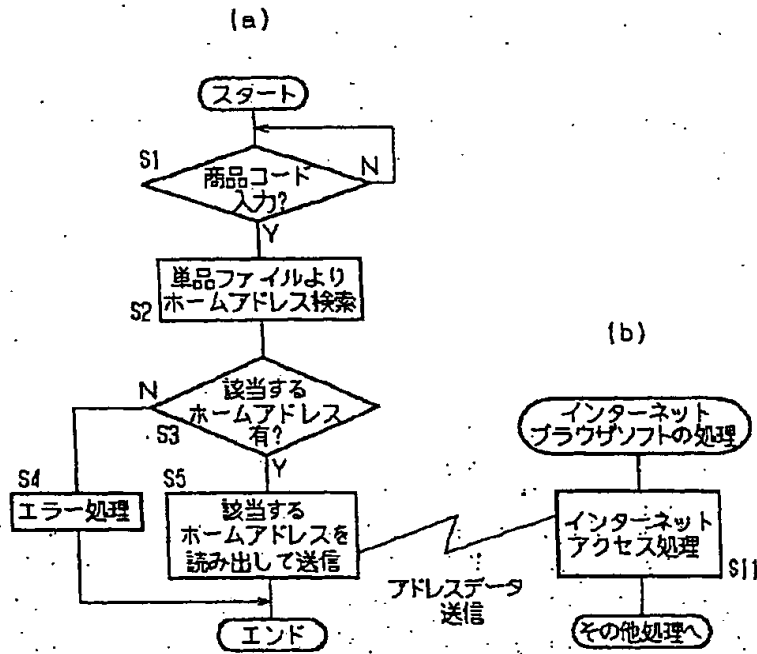 (a)
スタート
S1
商品コード
入力?
N
Y
単品ファイルより
ホームアドレス検索
S2
N
該当する
ホームアドレス
有?
S3
Y
S4
エラー処理
S5
該当する
ホームアドレスを
読み出して送信
エンド
アドレスデータ
送信
(b)
インターネット
ブラウザソフトの処理
インターネット
アクセス処理
S11
その他処理へ